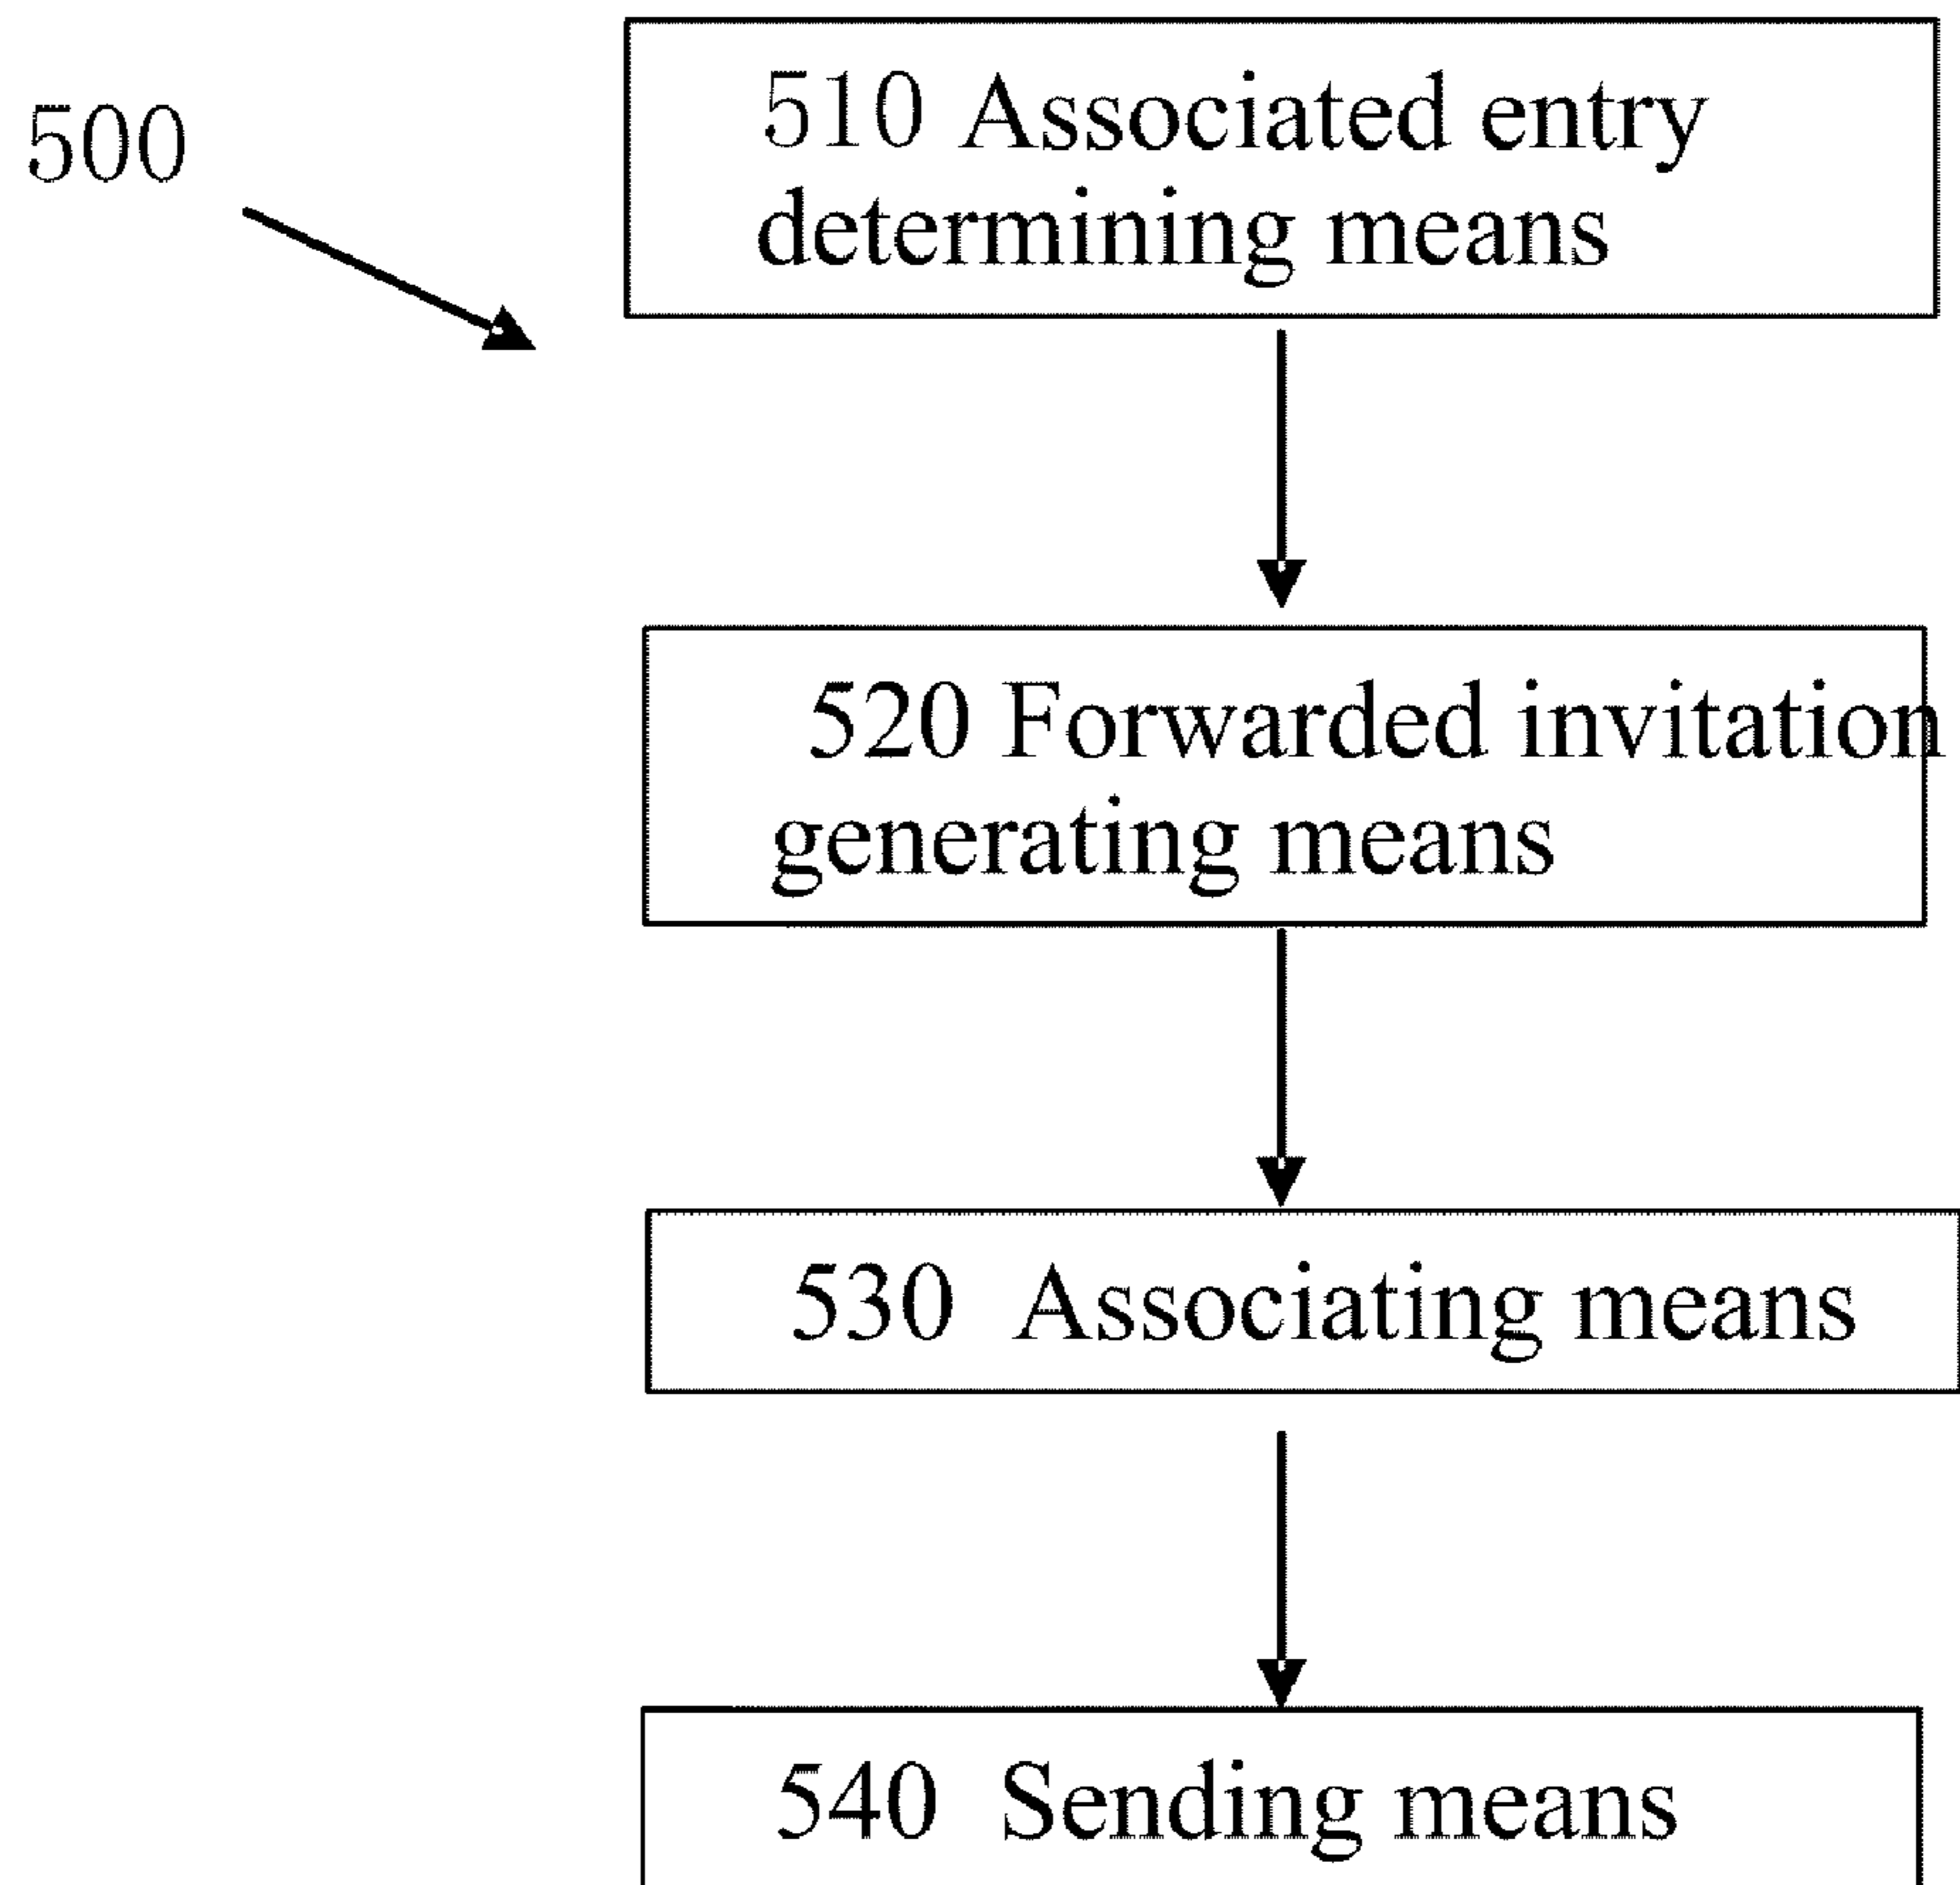 500
510 Associated entry
determining means
520 Forwarded invitation
generating means
530 Associating means
540 Sending means